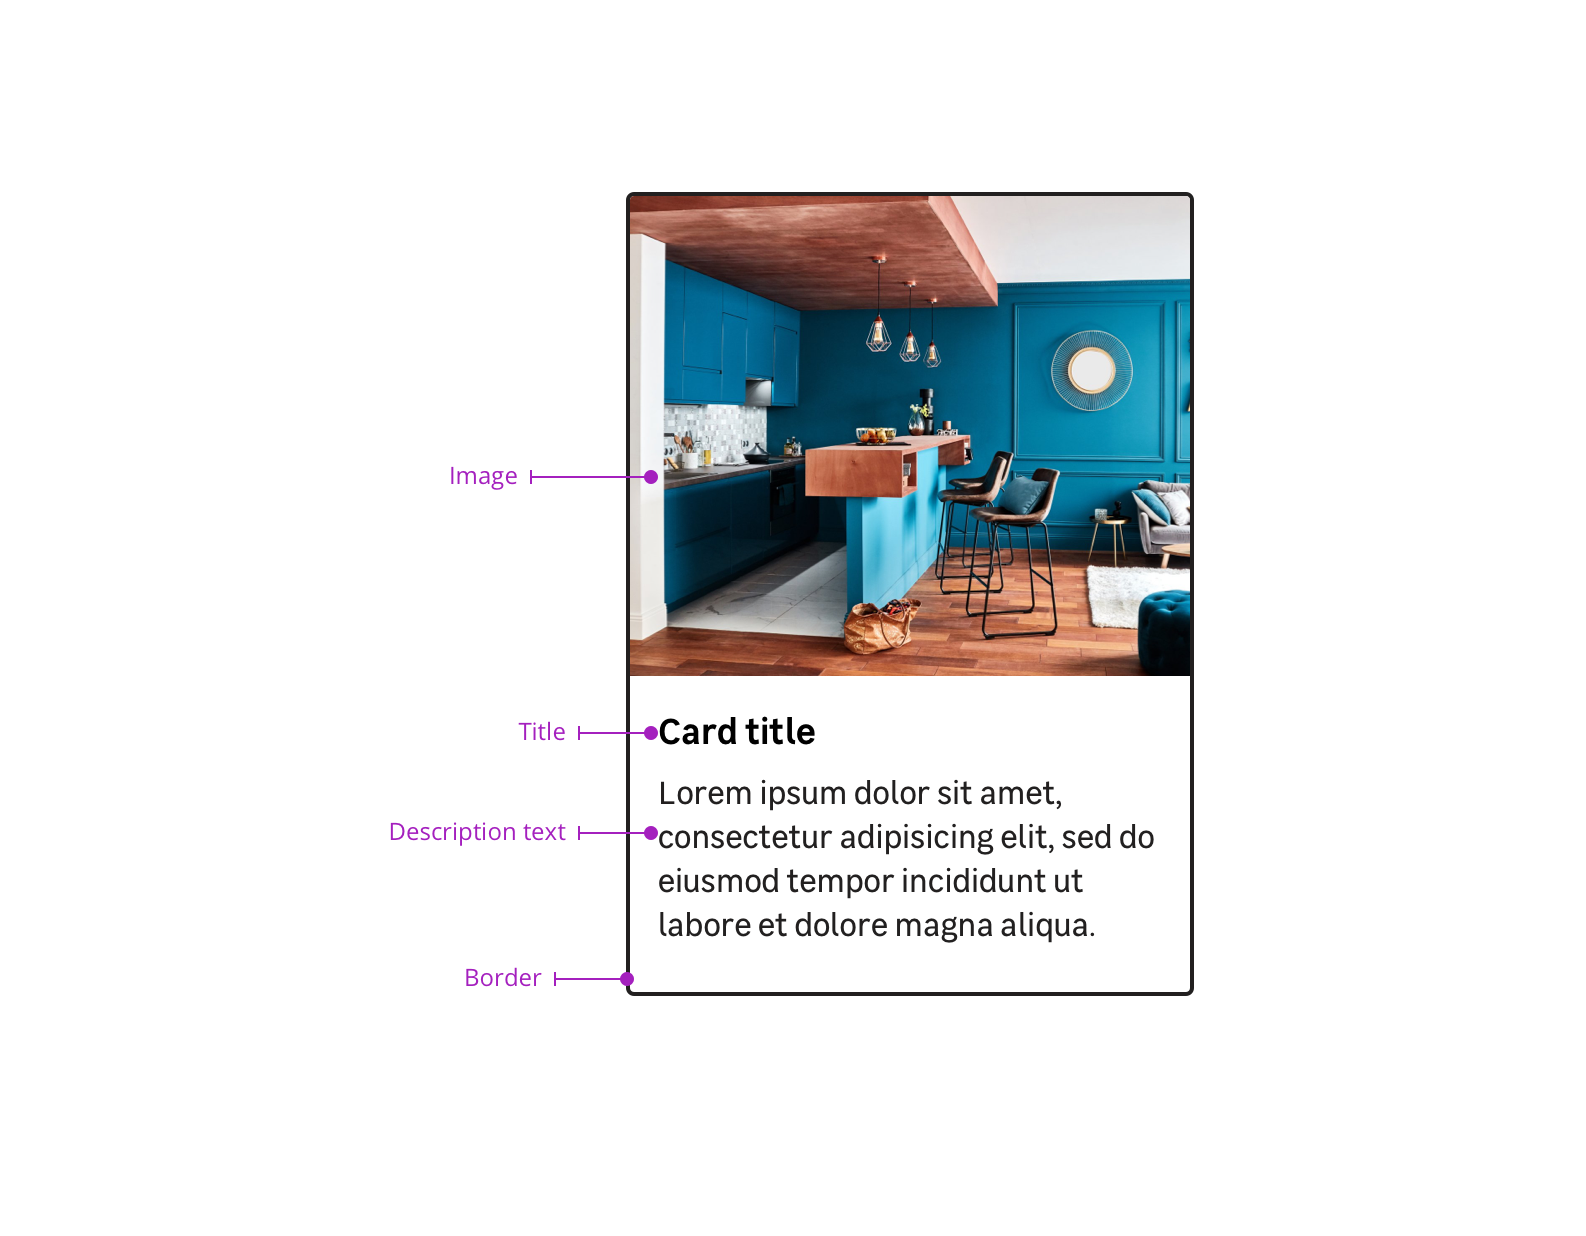 Image
Title
Card title
Description text
Lorem ipsum dolor sit amet,
consectetur adipisicing elit, sed do
eiusmod tempor incididunt ut
labore et dolore magna aliqua.
Border